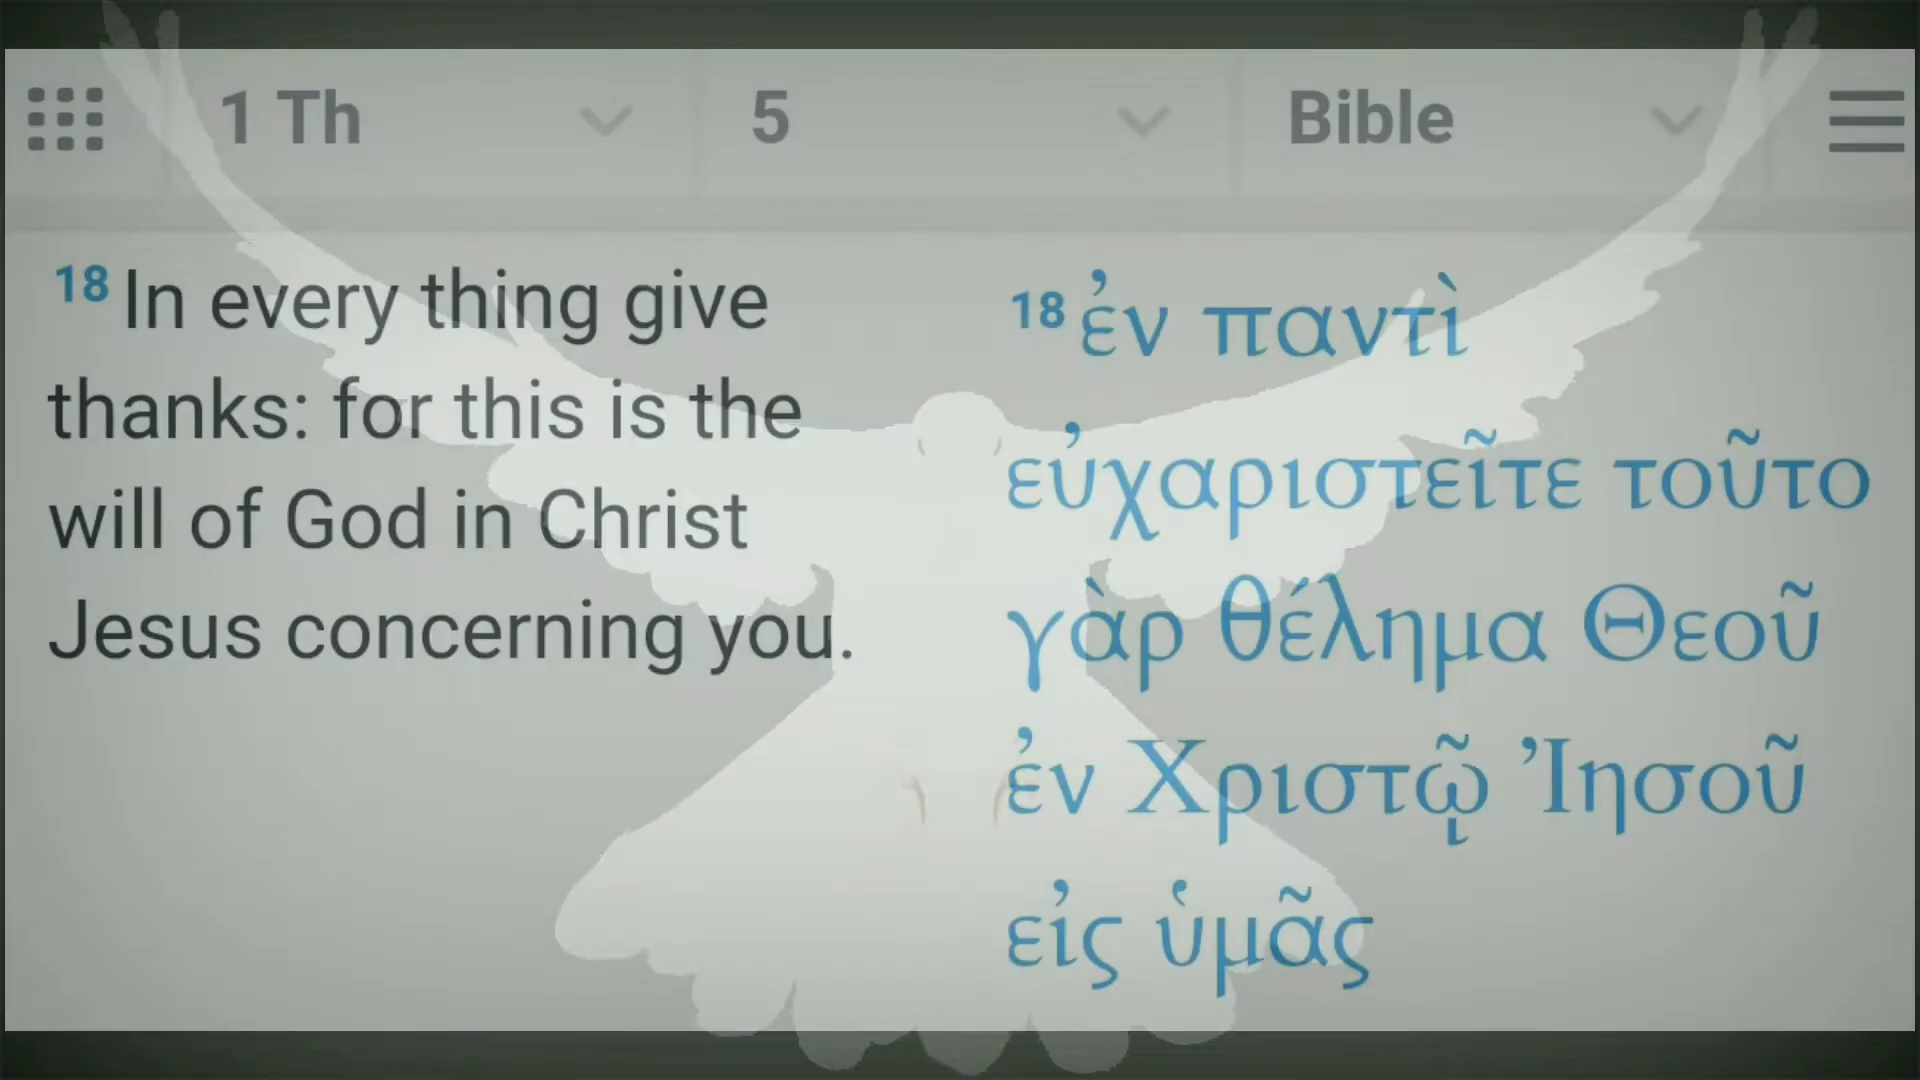 1 Th 5 Bible
18 In every thing give
thanks: for this is the
will of God in Christ
Jesus concerning you.
18 ἐν παντὶ
εὐχαριστεῖτε τοῦτο
γὰρ θέλημα Θεοῦ
ἐν Χριστῷ Ἰησοῦ
εἰς ὑμᾶς